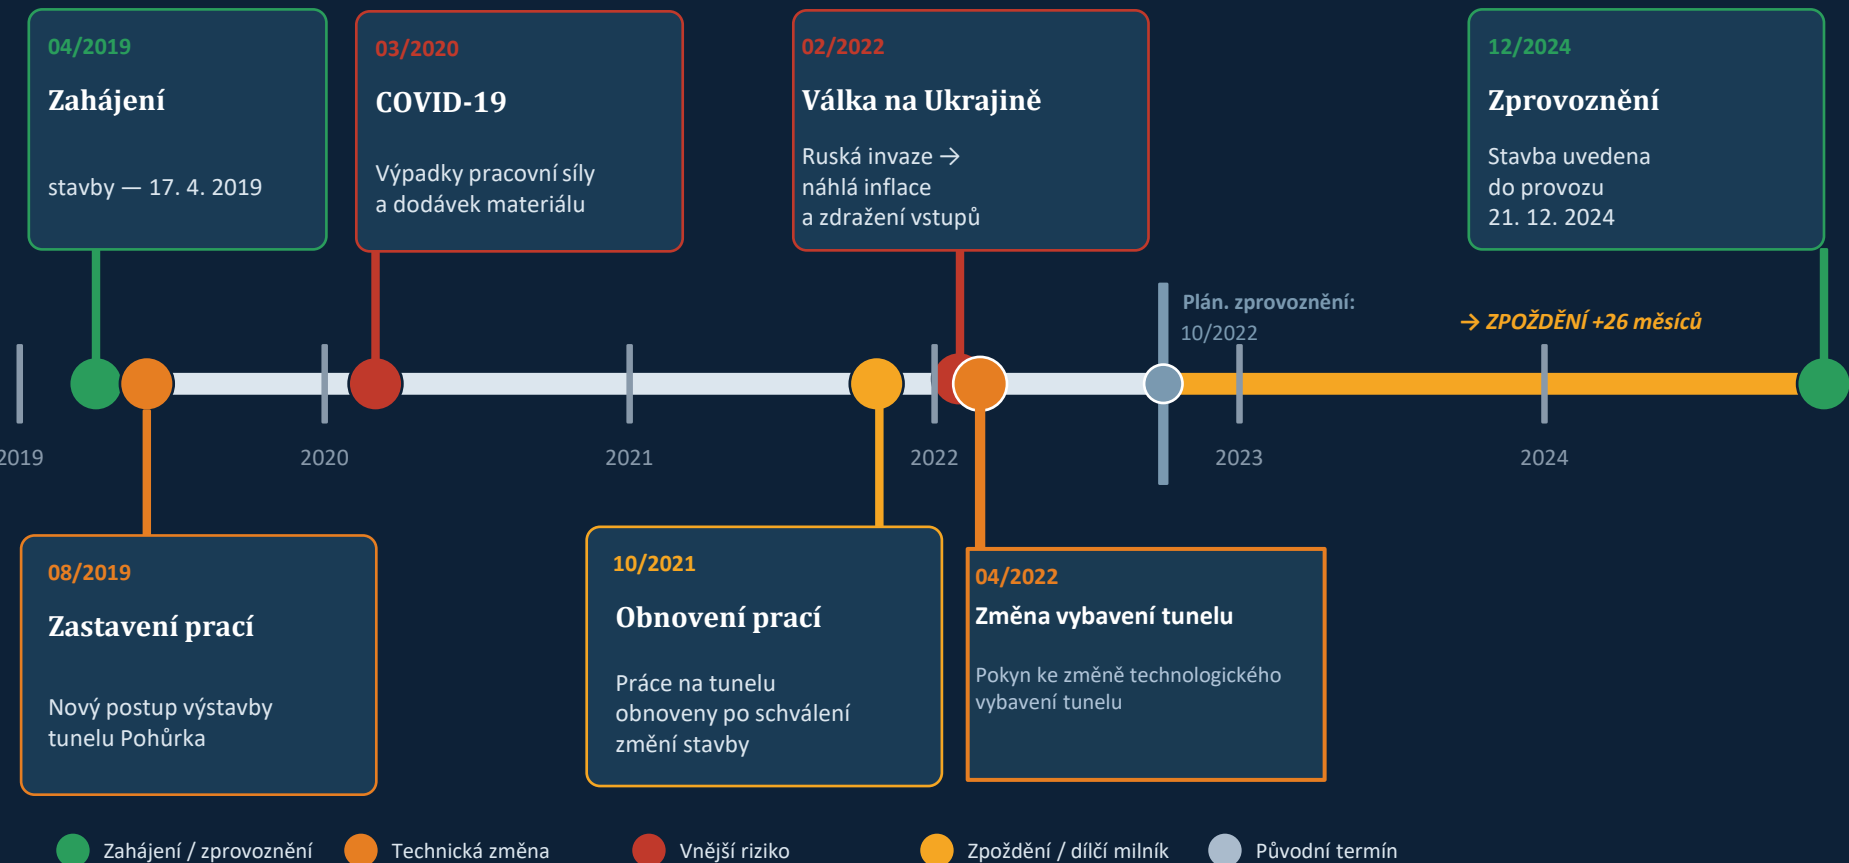 04/2019
Zahájení
stavby — 17. 4. 2019
03/2020
COVID-19
Výpadky pracovní síly
a dodávek materiálu
02/2022
Válka na Ukrajině
Ruská invaze →
náhlá inflace
a zdražení vstupů
12/2024
Zprovoznění
Stavba uvedena
do provozu
21. 12. 2024
Plán. zprovoznění:
10/2022
→ ZPOŽDĚNÍ +26 měsíců
2019
2020
2021
2022
2023
2024
08/2019
Zastavení prací
Nový postup výstavby
tunelu Pohůrka
10/2021
Obnovení prací
Práce na tunelu
obnoveny po schválení
změní stavby
04/2022
Změna vybavení tunelu
Pokyn ke změně technologického
vybavení tunelu
Zahájení / zprovoznění
Technická změna
Vnější riziko
Zpoždění / dílčí milník
Původní termín